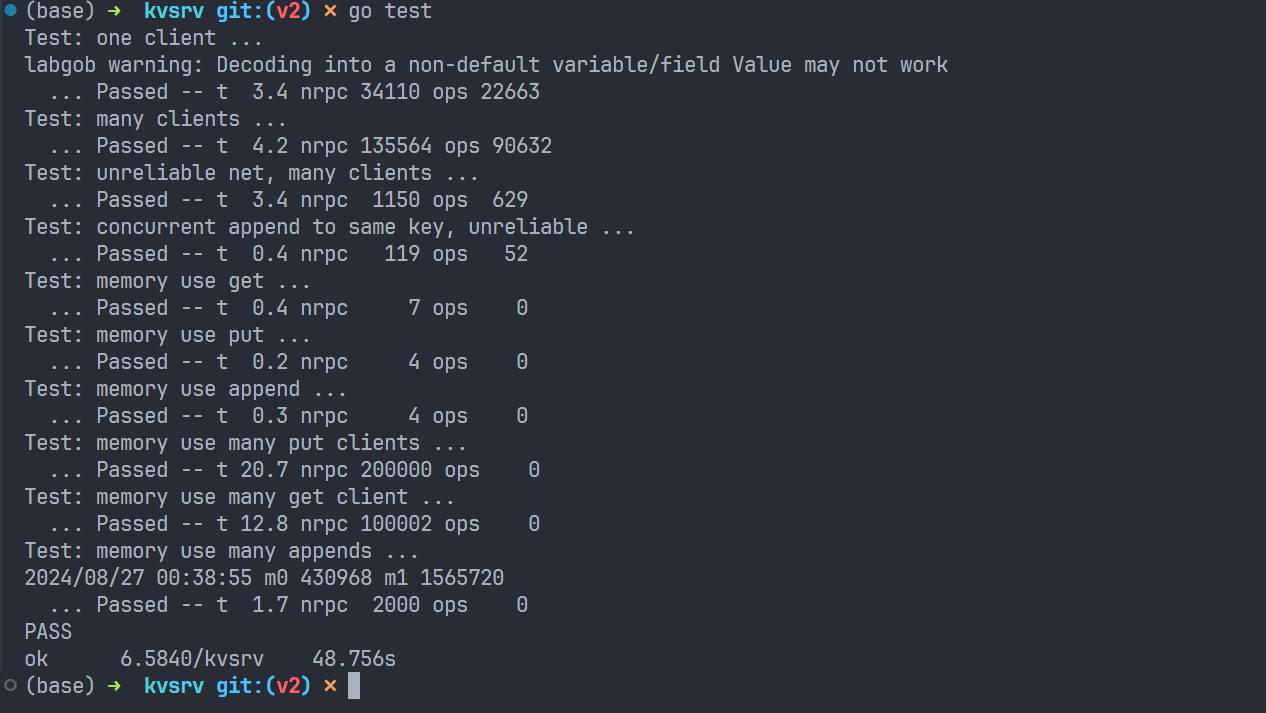 (base) ➜  kvsrv git:(v2) ✗ go test
Test: one client ...
labgob warning: Decoding into a non-default variable/field Value may not work
  ... Passed -- t  3.4 nrpc 34110 ops 22663
Test: many clients ...
  ... Passed -- t  4.2 nrpc 135564 ops 90632
Test: unreliable net, many clients ...
  ... Passed -- t  3.4 nrpc  1150 ops  629
Test: concurrent append to same key, unreliable ...
  ... Passed -- t  0.4 nrpc   119 ops   52
Test: memory use get ...
  ... Passed -- t  0.4 nrpc     7 ops    0
Test: memory use put ...
  ... Passed -- t  0.2 nrpc     4 ops    0
Test: memory use append ...
  ... Passed -- t  0.3 nrpc     4 ops    0
Test: memory use many put clients ...
  ... Passed -- t 20.7 nrpc 200000 ops    0
Test: memory use many get client ...
  ... Passed -- t 12.8 nrpc 100002 ops    0
Test: memory use many appends ...
2024/08/27 00:38:55 m0 430968 m1 1565720
  ... Passed -- t  1.7 nrpc  2000 ops    0
PASS
ok      6.5840/kvsrv    48.756s
(base) ➜  kvsrv git:(v2) ✗